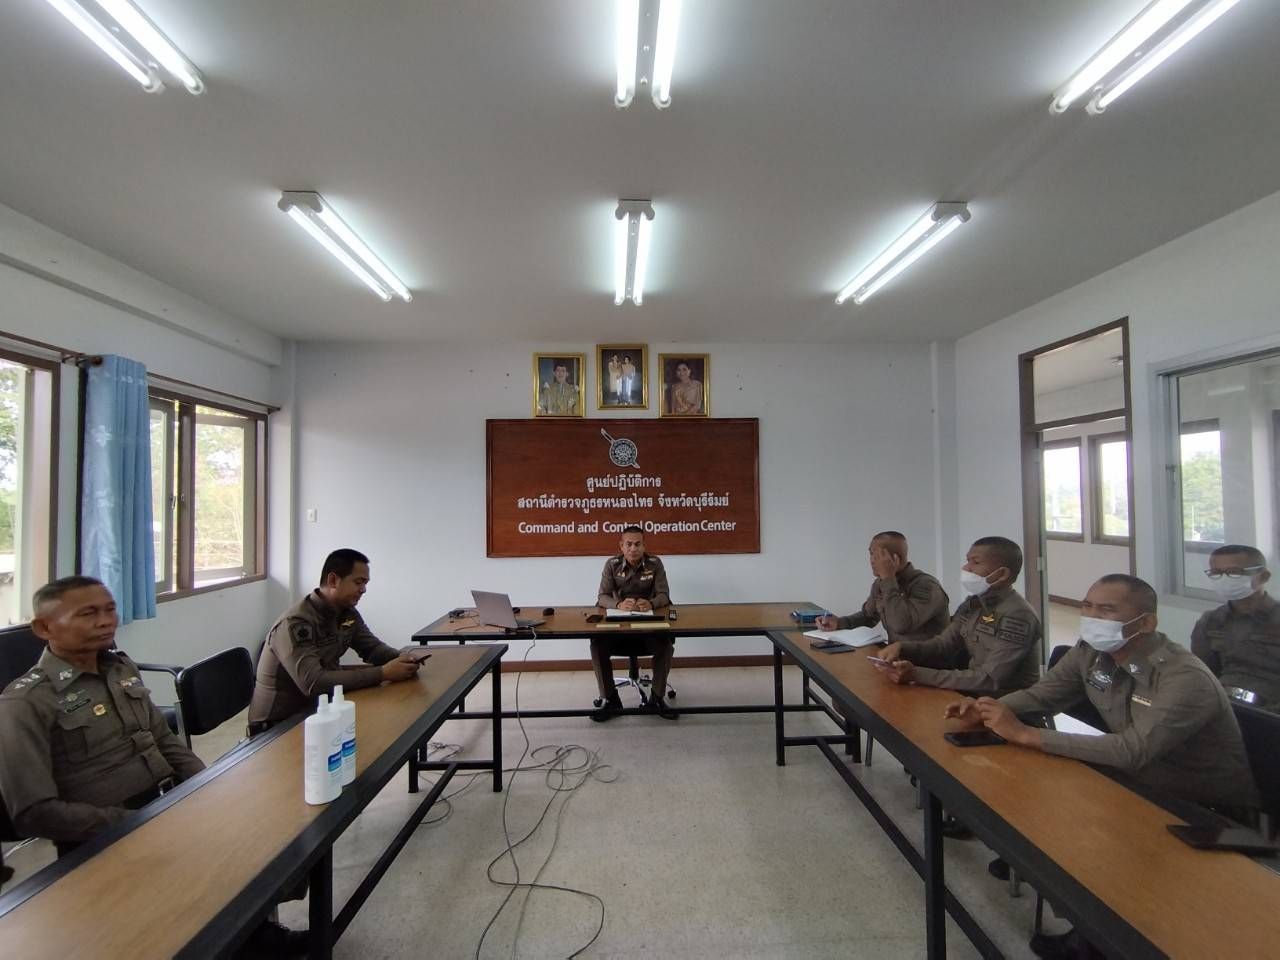 ศูนย์ปฏิบัติการ
สถานีตำรวจภูธรหนองไทร จังหวัดบุรีรัมย์
Command and Control Operation Center